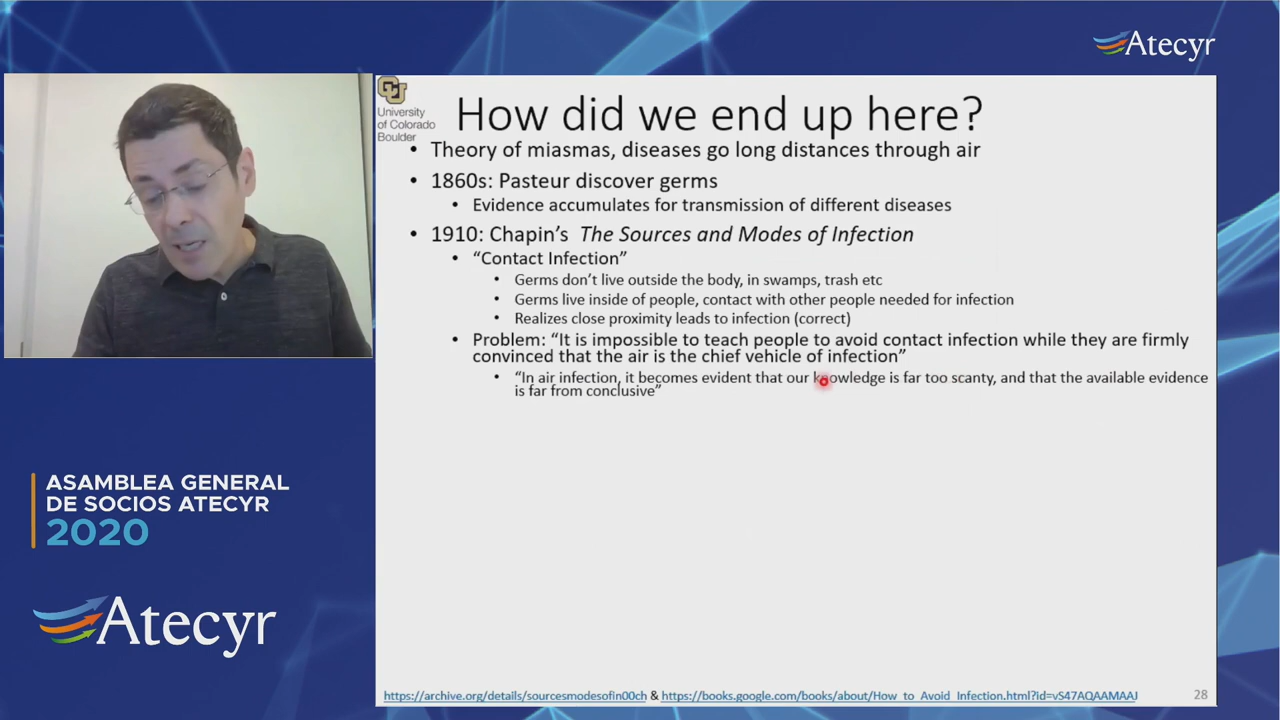 Atecyr
University
of Colorado
Boulder
How did we end up here?
• Theory of miasmas, diseases go long distances through air
• 1860s: Pasteur discover germs
• Evidence accumulates for transmission of different diseases
• 1910: Chapin’s The Sources and Modes of Infection
• “Contact Infection”
• Germs don’t live outside the body, in swamps, trash etc
• Germs live inside of people, contact with other people needed for infection
• Realizes close proximity leads to infection (correct)
• Problem: “It is impossible to teach people to avoid contact infection while they are firmly
convinced that the air is the chief vehicle of infection”
• “In air infection, it becomes evident that our knowledge is far too scanty, and that the available evidence
is far from conclusive”
ASAMBLEA GENERAL
DE SOCIOS ATECYR
2020
Atecyr
https://archive.org/details/sourcesmodesofin00ch & https://books.google.com/books/about/How_to_Avoid_Infection.html?id=vS47AQAAMAAJ
28